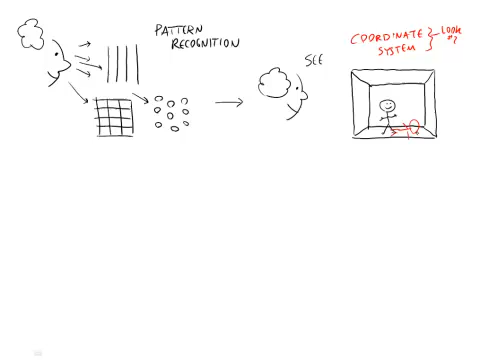 PATTERN
RECOGNITION
SEE
COORDINATE
SYSTEM
LOOK